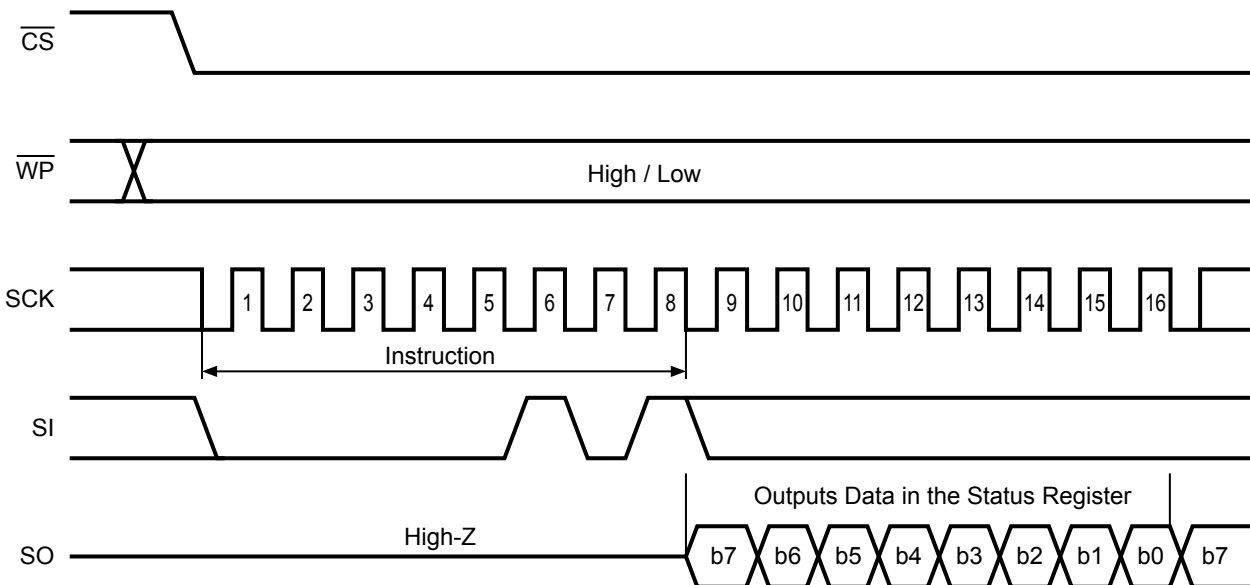 CS
WP
High / Low
SCK
1 2 3 4 5 6 7 8 9 10 11 12 13 14 15 16
Instruction
SI
Outputs Data in the Status Register
High-Z
SO
b7 b6 b5 b4 b3 b2 b1 b0 b7